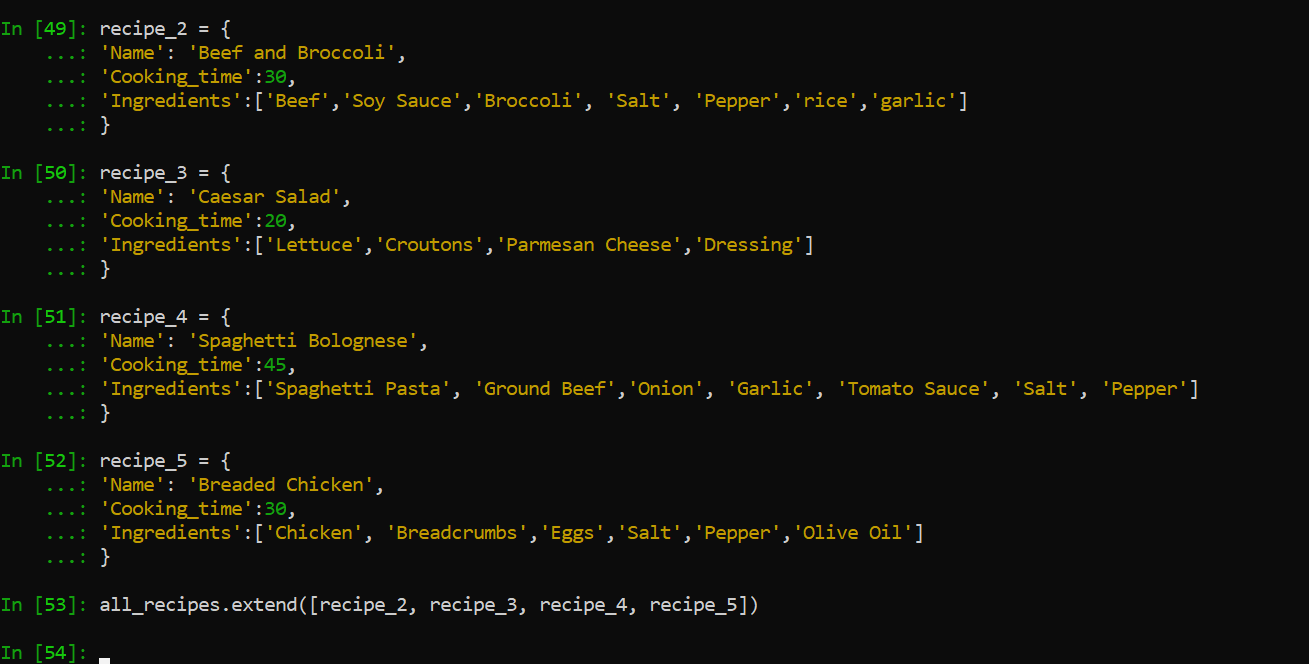 In [49]: recipe_2 = {
    ...: 'Name': 'Beef and Broccoli',
    ...: 'Cooking_time':30,
    ...: 'Ingredients':['Beef','Soy Sauce','Broccoli', 'Salt', 'Pepper','rice','garlic']
    ...: }
In [50]: recipe_3 = {
    ...: 'Name': 'Caesar Salad',
    ...: 'Cooking_time':20,
    ...: 'Ingredients':['Lettuce','Croutons','Parmesan Cheese','Dressing']
    ...: }
In [51]: recipe_4 = {
    ...: 'Name': 'Spaghetti Bolognese',
    ...: 'Cooking_time':45,
    ...: 'Ingredients':['Spaghetti Pasta', 'Ground Beef','Onion', 'Garlic', 'Tomato Sauce', 'Salt', 'Pepper']
    ...: }
In [52]: recipe_5 = {
    ...: 'Name': 'Breaded Chicken',
    ...: 'Cooking_time':30,
    ...: 'Ingredients':['Chicken', 'Breadcrumbs','Eggs','Salt','Pepper','Olive Oil']
    ...: }
In [53]: all_recipes.extend([recipe_2, recipe_3, recipe_4, recipe_5])
In [54]: